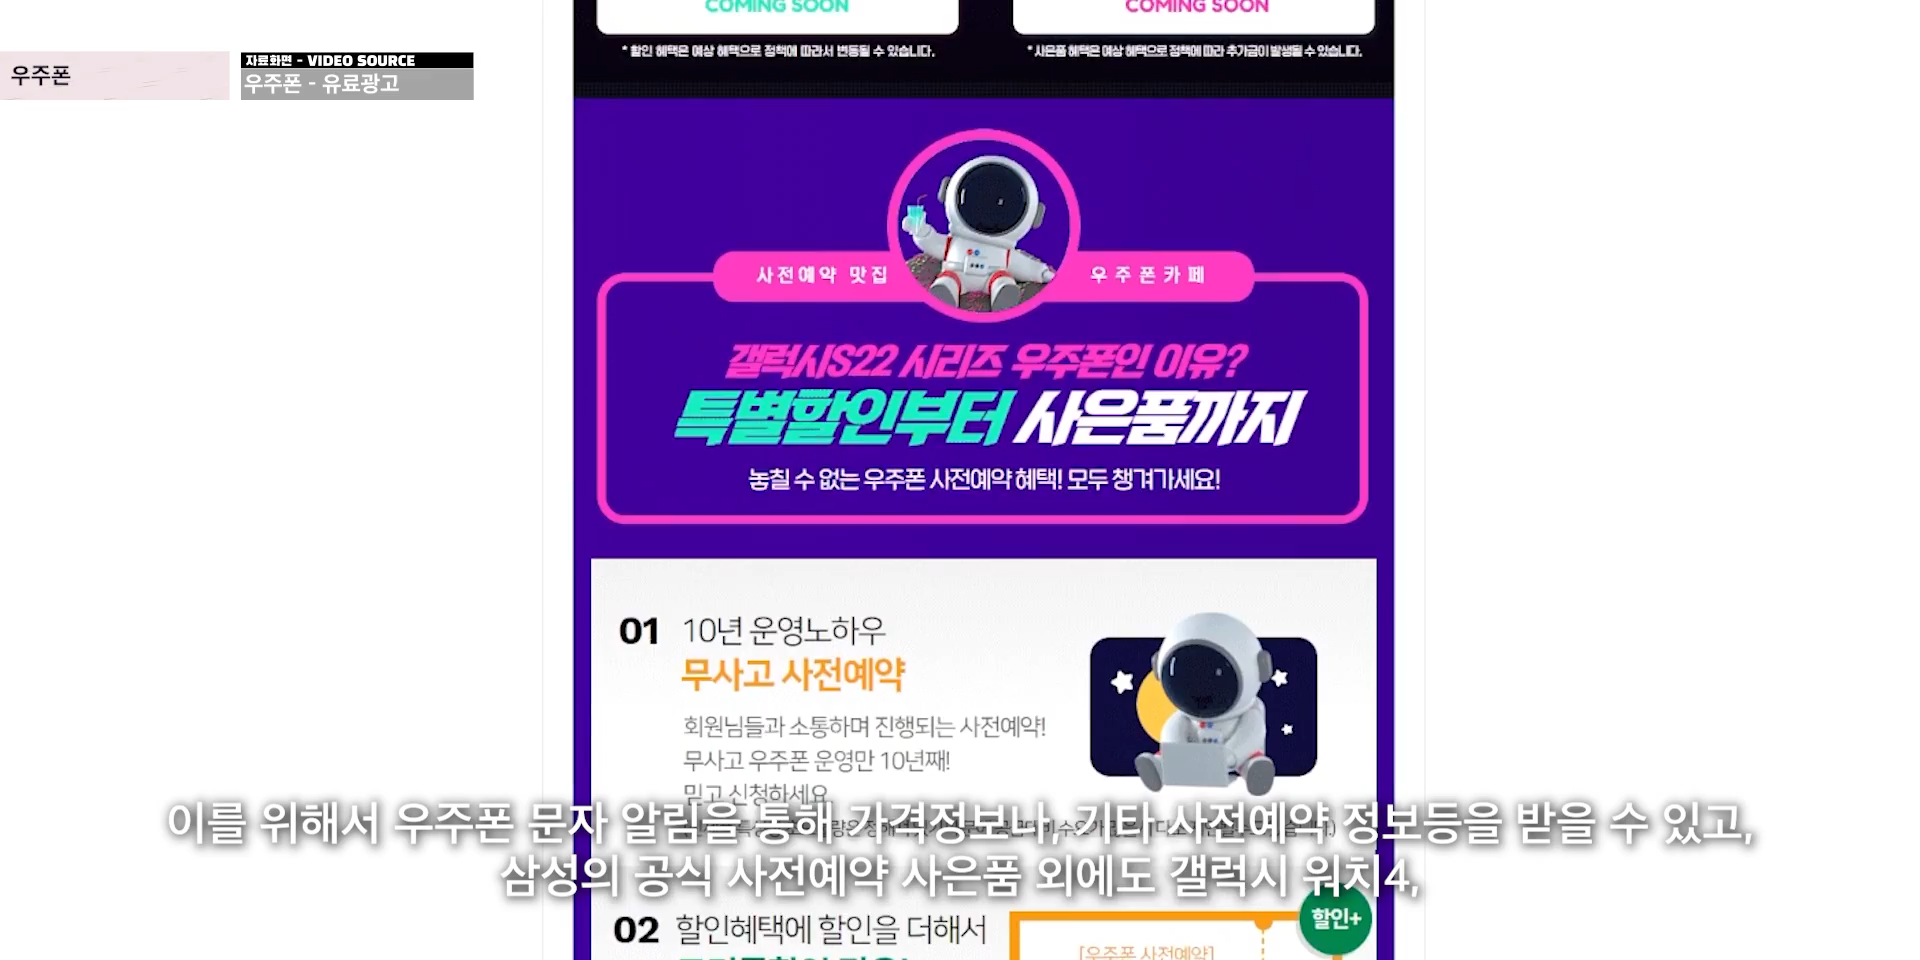 COMING SOON
COMING SOON
* 할인 혜택은 예상 혜택으로 정책에 따라서 변동될 수 있습니다.
* 사은품 혜택은 예상 혜택으로 정책에 따라 추가금이 발생될 수 있습니다.
우주폰
자료화면 - VIDEO SOURCE
우주폰 - 유료광고
사전예약 맛집
우주폰카페
갤럭시S22 시리즈 우주폰인 이유?
특별할인부터 사은품까지
놓칠 수 없는 우주폰 사전예약 혜택! 모두 챙겨가세요!
01 10년 운영노하우
무사고 사전예약
회원님들과 소통하며 진행되는 사전예약!
무사고 우주폰 운영만 10년째!
믿고 신청하세요
이를 위해서 우주폰 문자 알림을 통해 가격정보나, 기타 사전예약 정보등을 받을 수 있고,
삼성의 공식 사전예약 사은품 외에도 갤럭시 워치4,
02 할인혜택에 할인을 더해서
할인+
[우주폰 사전예약]